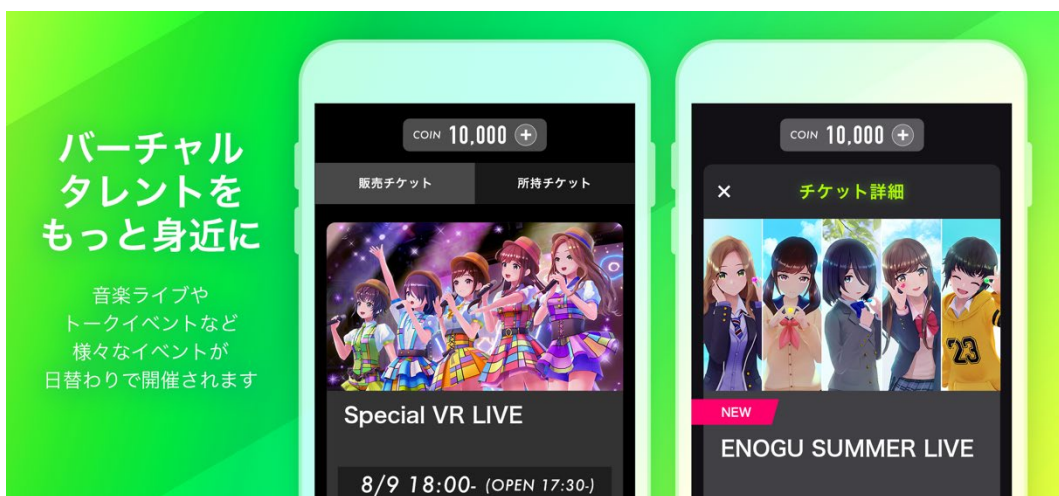 バーチャル
タレントを
もっと身近に
音楽ライブや
トークイベントなど
様々なイベントが
日替わりで開催されます
COIN 10,000 +
販売チケット 所持チケット
Special VR LIVE
8/9 18:00- (OPEN 17:30-)
COIN 10,000 +
× チケット詳細
23
NEW
ENOGU SUMMER LIVE